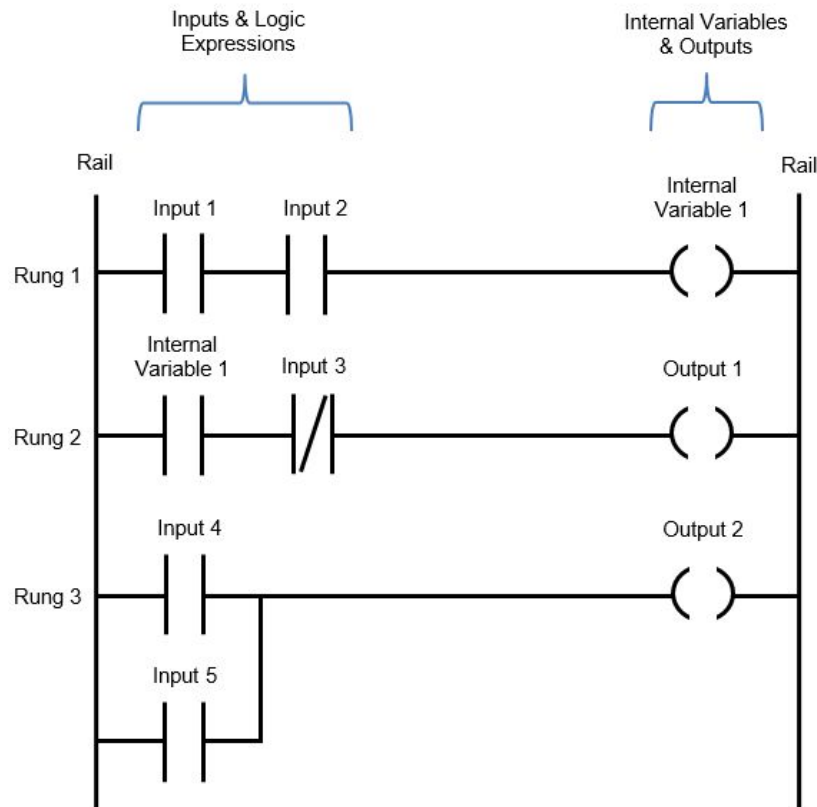 Inputs & Logic
Expressions
Internal Variables
& Outputs
Rail
Rail
Input 1
Input 2
Internal
Variable 1
Rung 1
Internal
Variable 1
Input 3
Output 1
Rung 2
Input 4
Output 2
Rung 3
Input 5